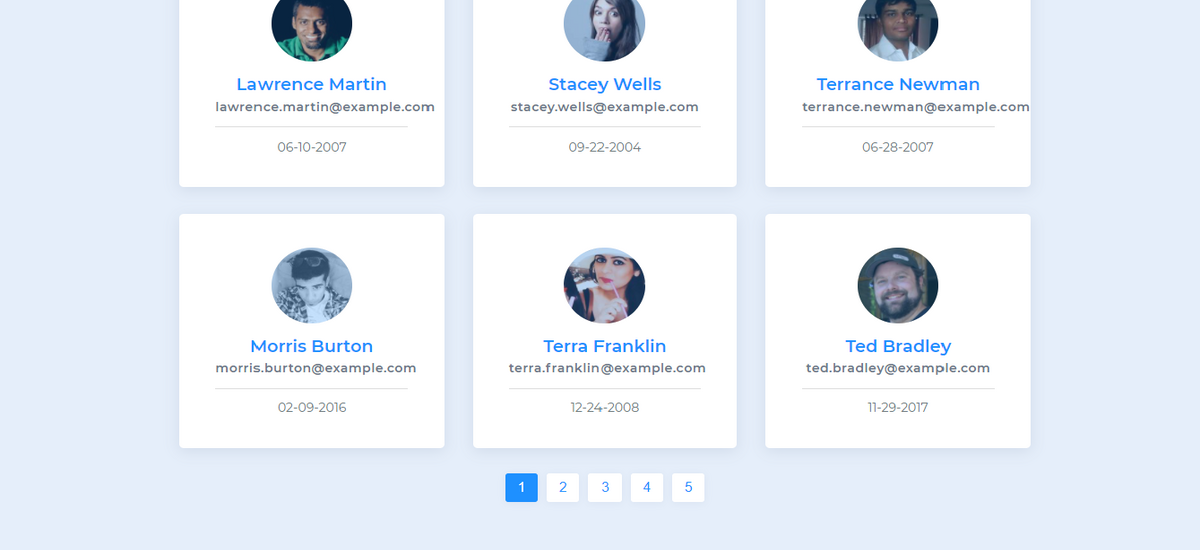 Lawrence Martin
lawrence.martin@example.com
06-10-2007
Stacey Wells
stacey.wells@example.com
09-22-2004
Terrance Newman
terrance.newman@example.com
06-28-2007
Morris Burton
morris.burton@example.com
02-09-2016
Terra Franklin
terra.franklin@example.com
12-24-2008
Ted Bradley
ted.bradley@example.com
11-29-2017
1 2 3 4 5